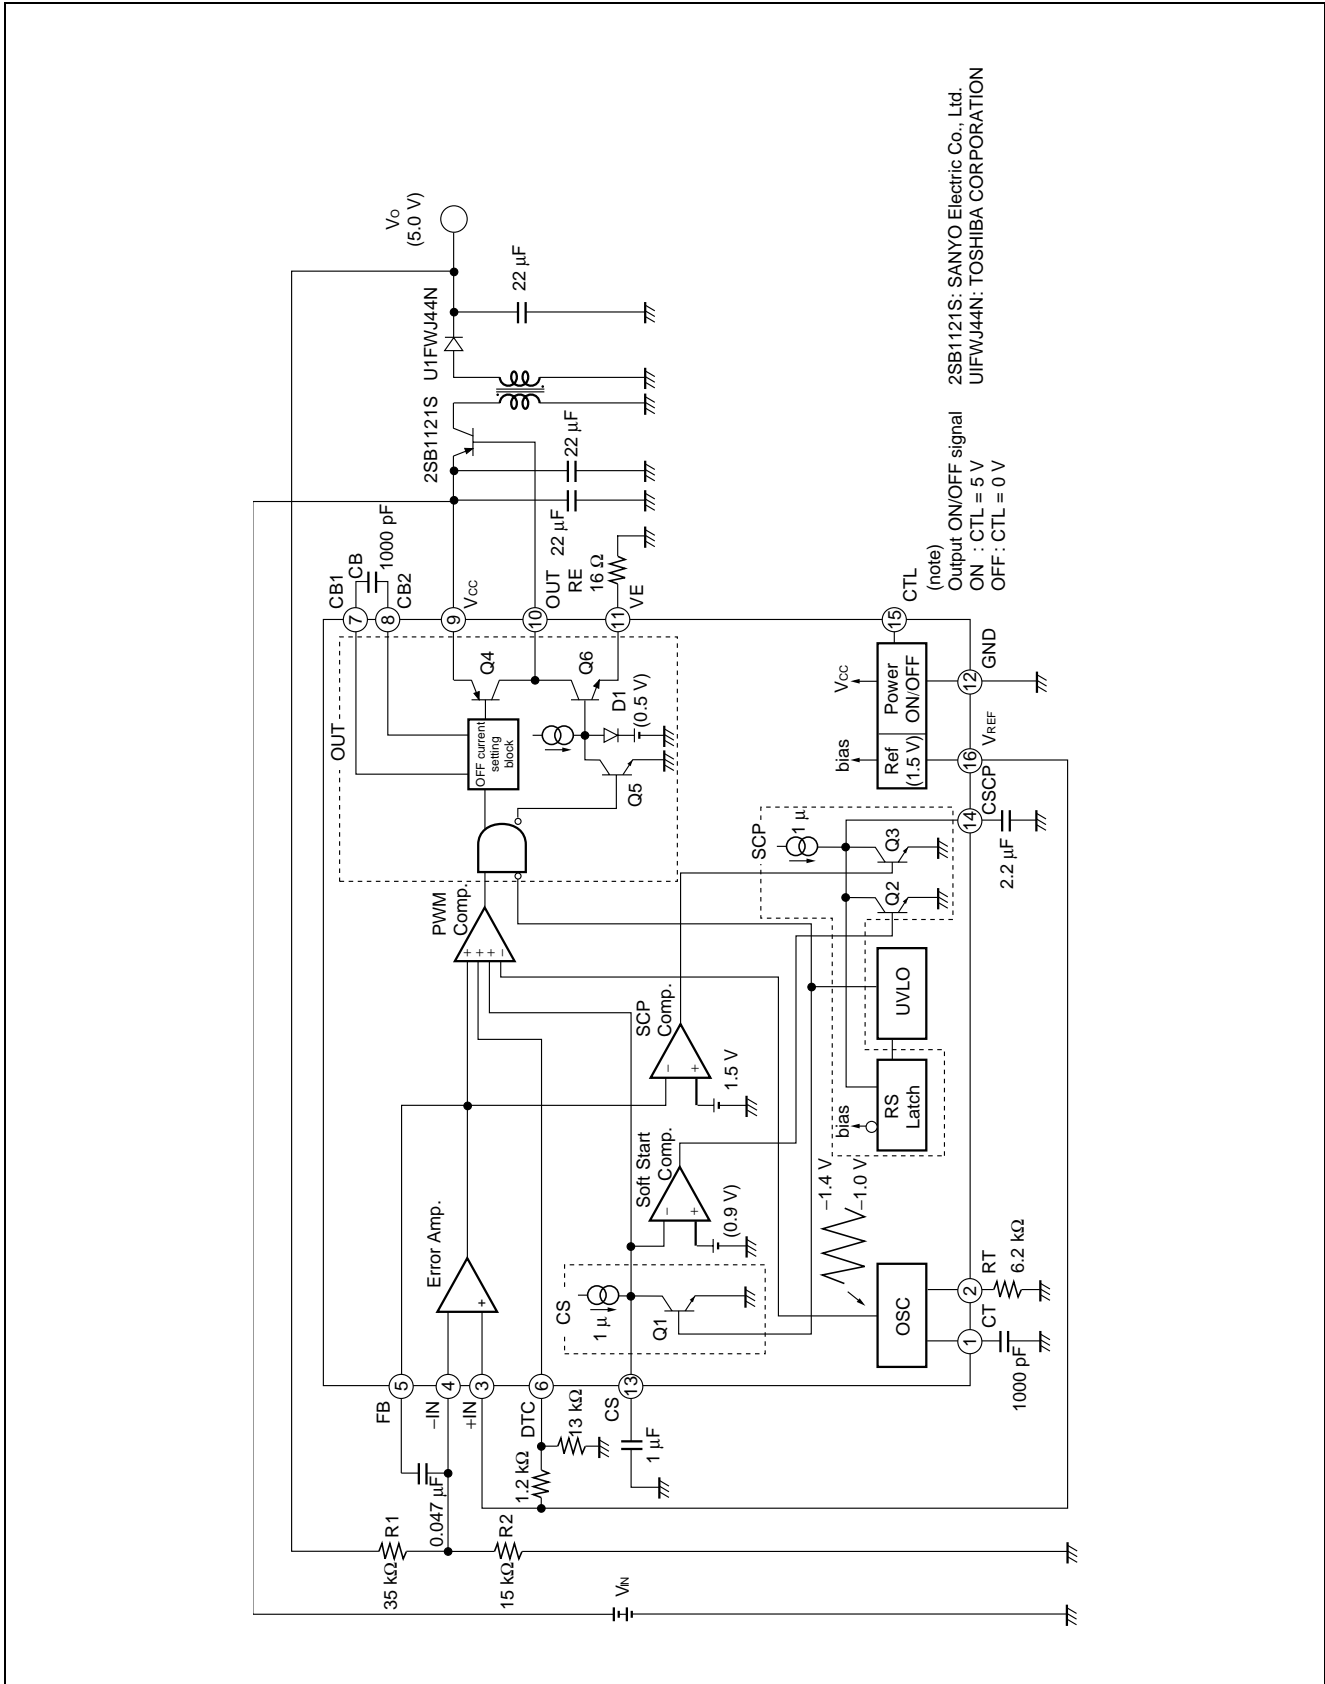 VO
(5.0 V)
22 µF
U1FWJ44N
2SB1121S
22 µF
22 µF
CB
1000 pF
CB1
CB2
VCC
OUT
RE
16 Ω
VE
7
8
9
10
11
OUT
Q4
Q6
D1
(0.5 V)
OFF current
setting
block
Q5
PWM
Comp.
+
+
+
−
SCP
Comp.
−
+
1.5 V
Soft Start
Comp.
−
+
(0.9 V)
Error Amp.
+
CS
1 µ
Q1
FB
−IN
+IN
DTC
CS
5
4
3
6
13
0.047 µF
1.2 kΩ
13 kΩ
1 µF
35 kΩ
R1
15 kΩ
R2
VIN
CTL
(note)
Output ON/OFF signal
ON : CTL = 5 V
OFF : CTL = 0 V
2SB1121S: SANYO Electric Co., Ltd.
UIFWJ44N: TOSHIBA CORPORATION
15
VCC
bias
Power
ON/OFF
Ref
(1.5 V)
12
GND
16
VREF
14
CSCP
2.2 µF
SCP
1 µ
Q3
Q2
UVLO
RS
Latch
bias
−1.4 V
−1.0 V
OSC
2
RT
6.2 kΩ
1
CT
1000 pF